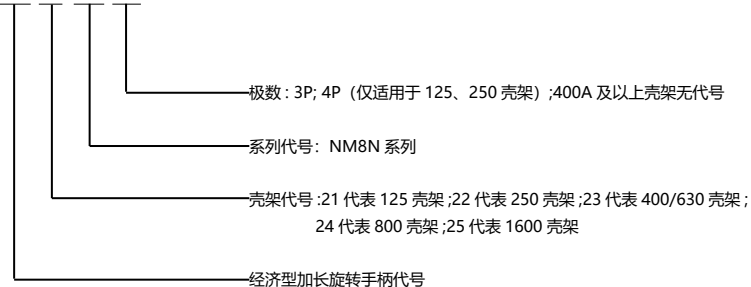 极数 : 3P; 4P（仅适用于 125、250 壳架）;400A 及以上壳架无代号
系列代号：NM8N 系列
壳架代号 :21 代表 125 壳架 ;22 代表 250 壳架 ;23 代表 400/630 壳架 ;
24 代表 800 壳架 ;25 代表 1600 壳架
经济型加长旋转手柄代号